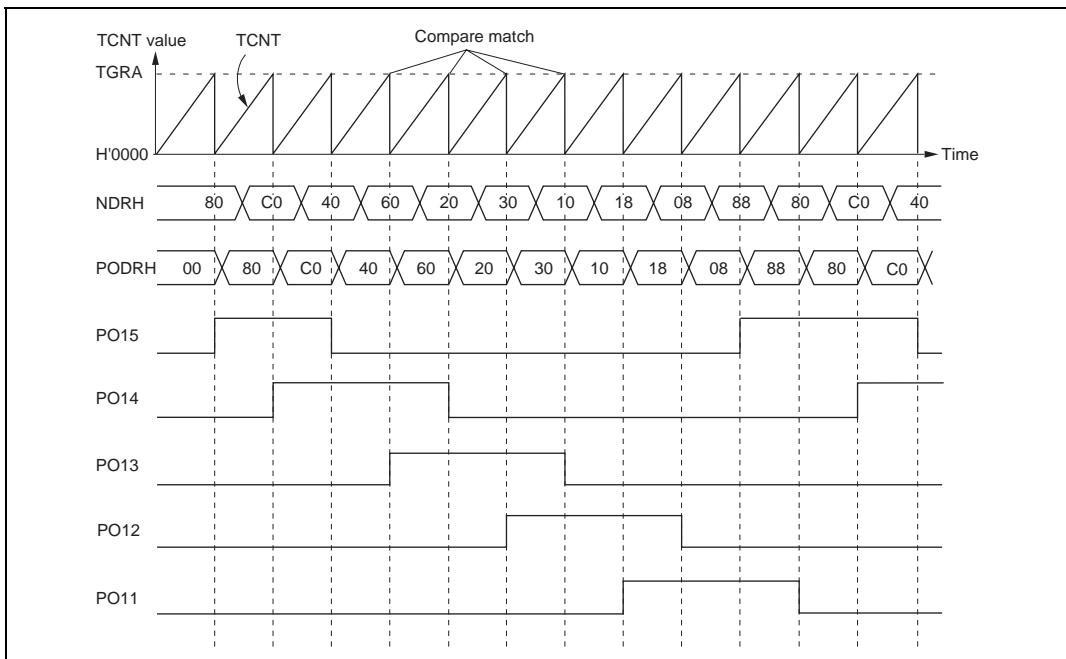 TCNT value TCNT Compare match
TGRA
H'0000 Time
NDRH 80 C0 40 60 20 30 10 18 08 88 80 C0 40
PODRH 00 80 C0 40 60 20 30 10 18 08 88 80 C0
PO15
PO14
PO13
PO12
PO11